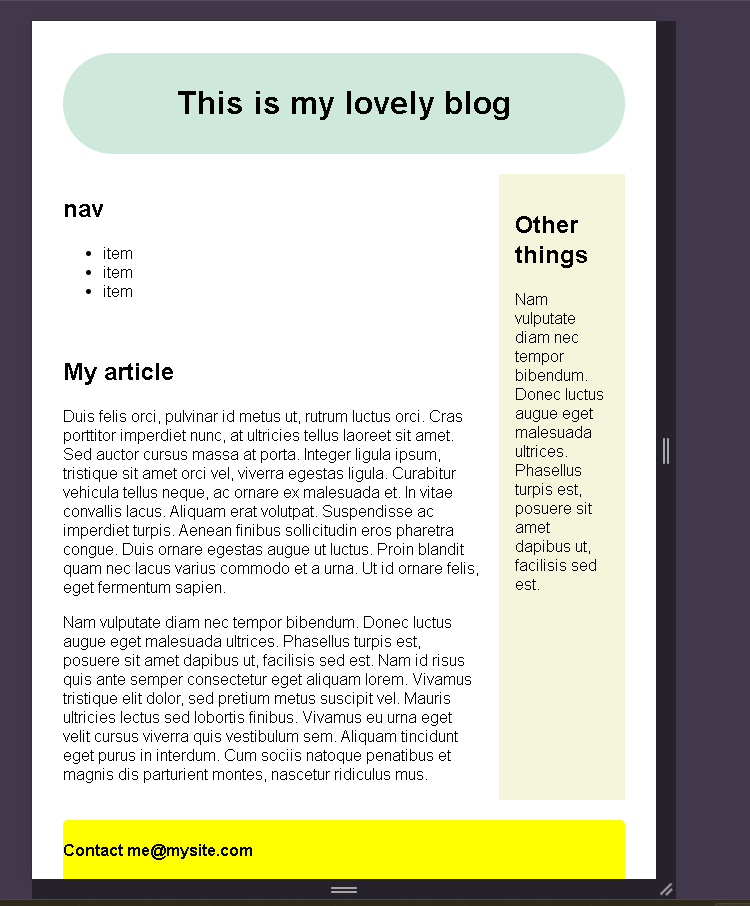 This is my lovely blog
nav
item
item
item
My article
Duis felis orci, pulvinar id metus ut, rutrum luctus orci. Cras
porttitor imperdiet nunc, at ultricies tellus laoreet sit amet.
Sed auctor cursus massa at porta. Integer ligula ipsum,
tristique sit amet orci vel, viverra egestas ligula. Curabitur
vehicula tellus neque, ac ornare ex malesuada et. In vitae
convallis lacus. Aliquam erat volutpat. Suspendisse ac
imperdiet turpis. Aenean finibus sollicitudin eros pharetra
congue. Duis ornare egestas augue ut luctus. Proin blandit
quam nec lacus varius commodo et a urna. Ut id ornare felis,
eget fermentum sapien.
Nam vulputate diam nec tempor bibendum. Donec luctus
augue eget malesuada ultrices. Phasellus turpis est,
posuere sit amet dapibus ut, facilisis sed est. Nam id risus
quis ante semper consectetur eget aliquam lorem. Vivamus
tristique elit dolor, sed pretium metus suscipit vel. Mauris
ultricies lectus sed lobortis finibus. Vivamus eu urna eget
velit cursus viverra quis vestibulum sem. Aliquam tincidunt
eget purus in interdum. Cum sociis natoque penatibus et
magnis dis parturient montes, nascetur ridiculus mus.
Other
things
Nam
vulputate
diam nec
tempor
bibendum.
Donec luctus
augue eget
malesuada
ultrices.
Phasellus
turpis est,
posuere sit
amet
dapibus ut,
facilisis sed
est.
Contact me@mysite.com